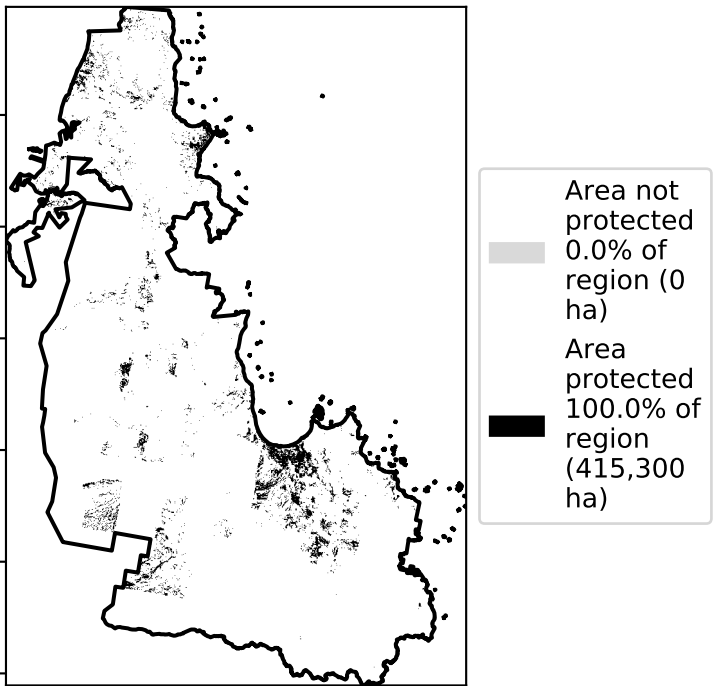 Area not
protected
0.0% of
region (0
ha)
Area
protected
100.0% of
region
(415,300
ha)